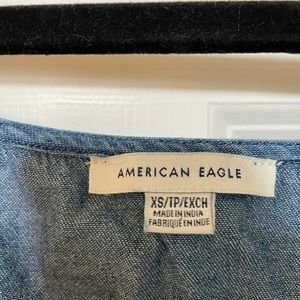 AMERICAN EAGLE
XS/TP/EXCH
MADE IN INDIA
FABRIQUÉ EN INDE